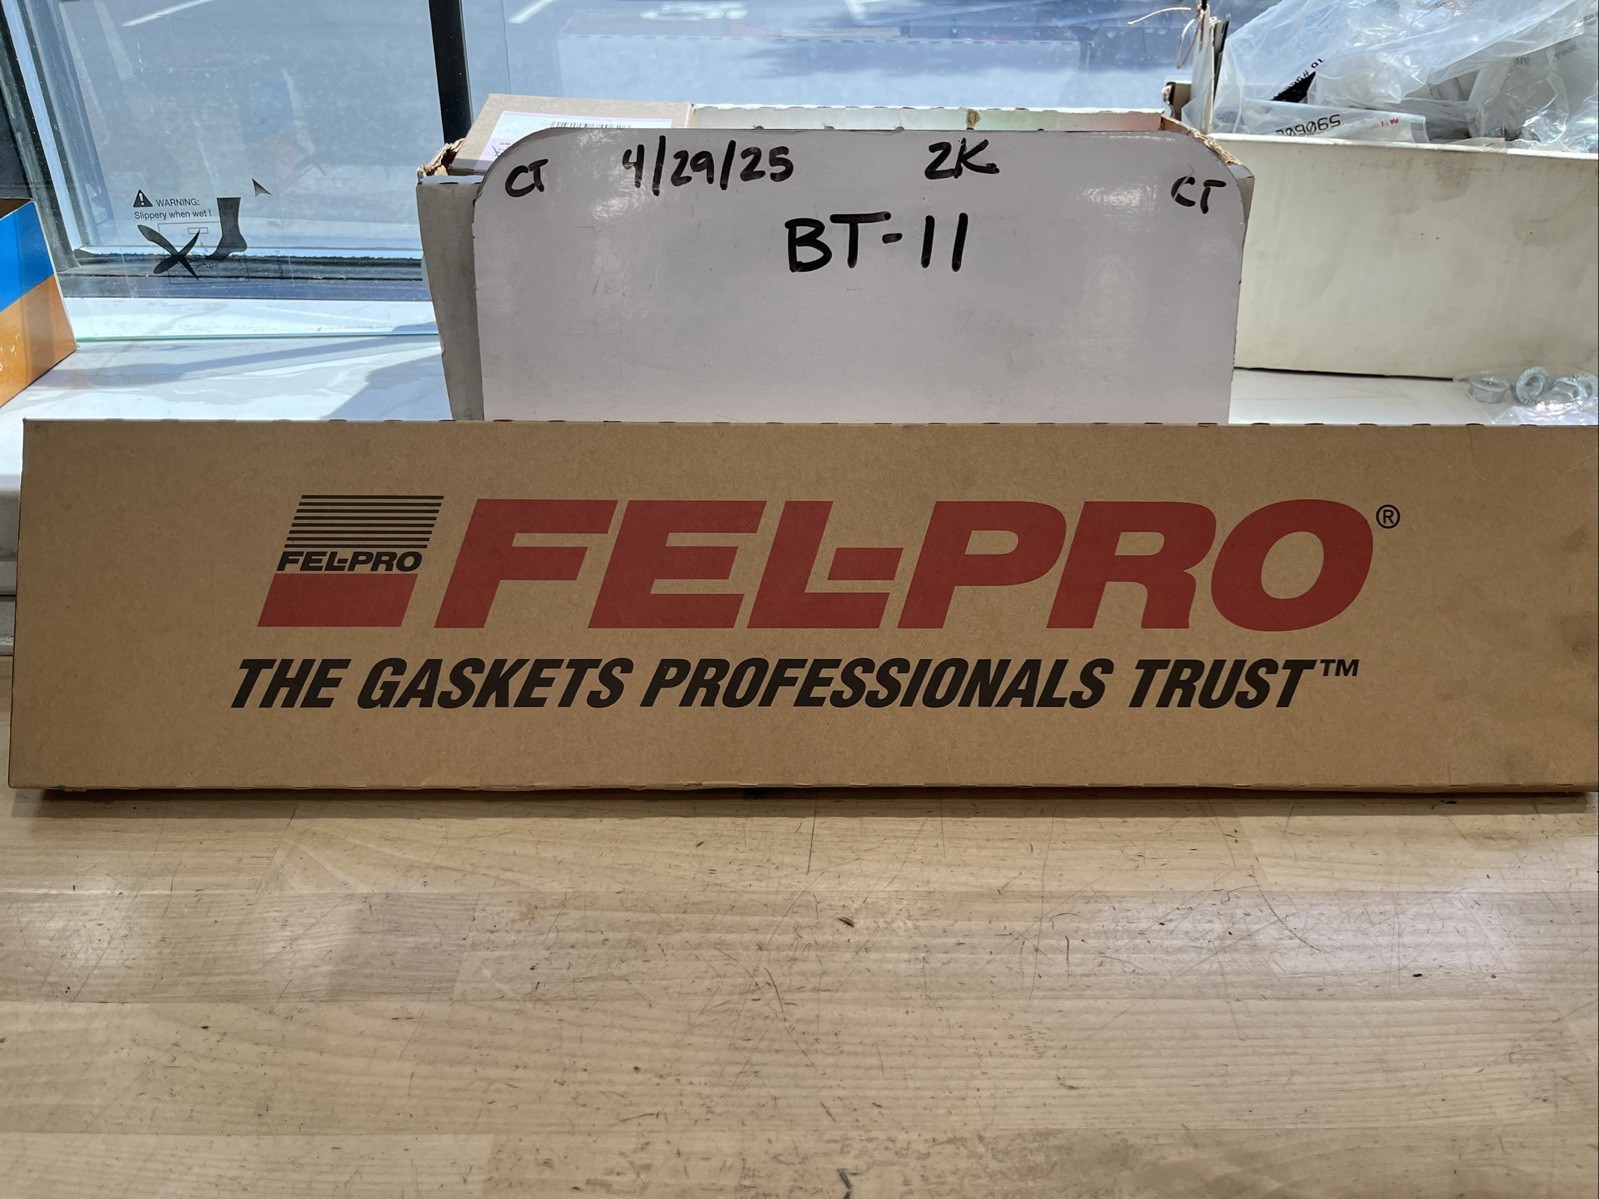 CT 4/29/25 2K CT
BT-11
WARNING:
Slippery when wet!
FEL-PRO
FEL-PRO®
THE GASKETS PROFESSIONALS TRUST™